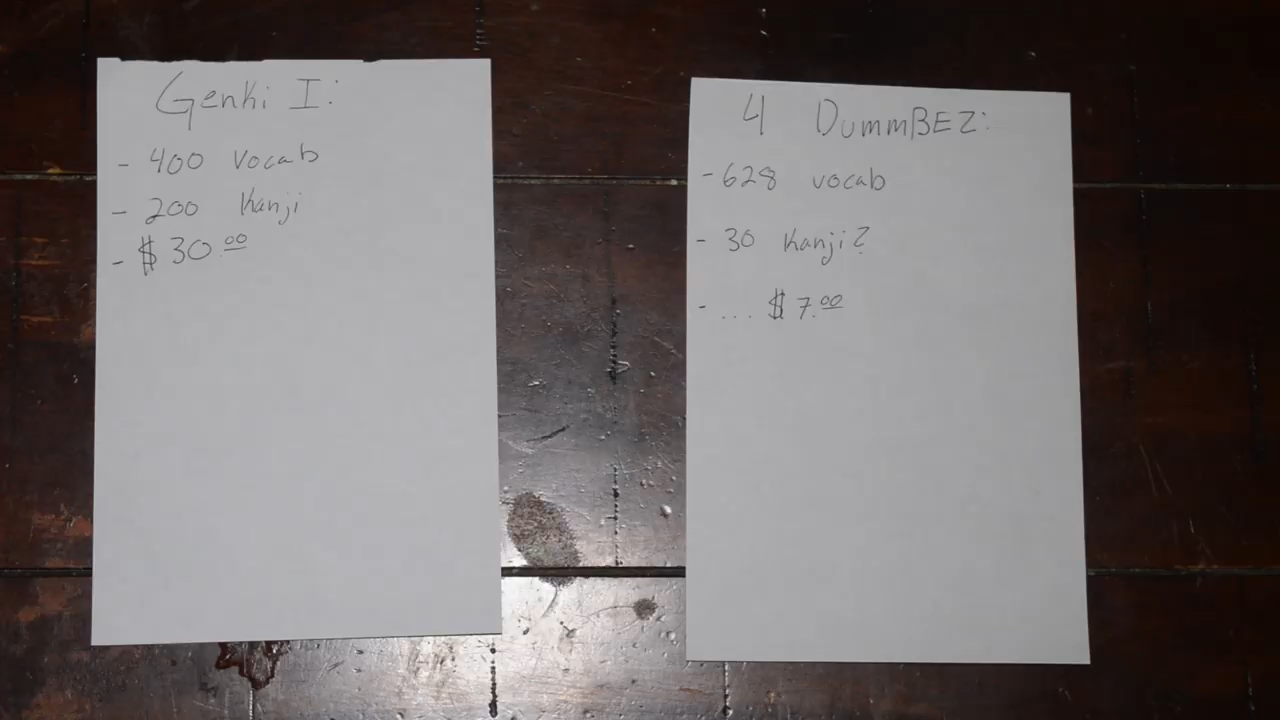 Genki I:
- 400 vocab
- 200 Kanji
- $30.00
4 DummBEZ:
- 628 vocab
- 30 Kanji?
- ... $7.00